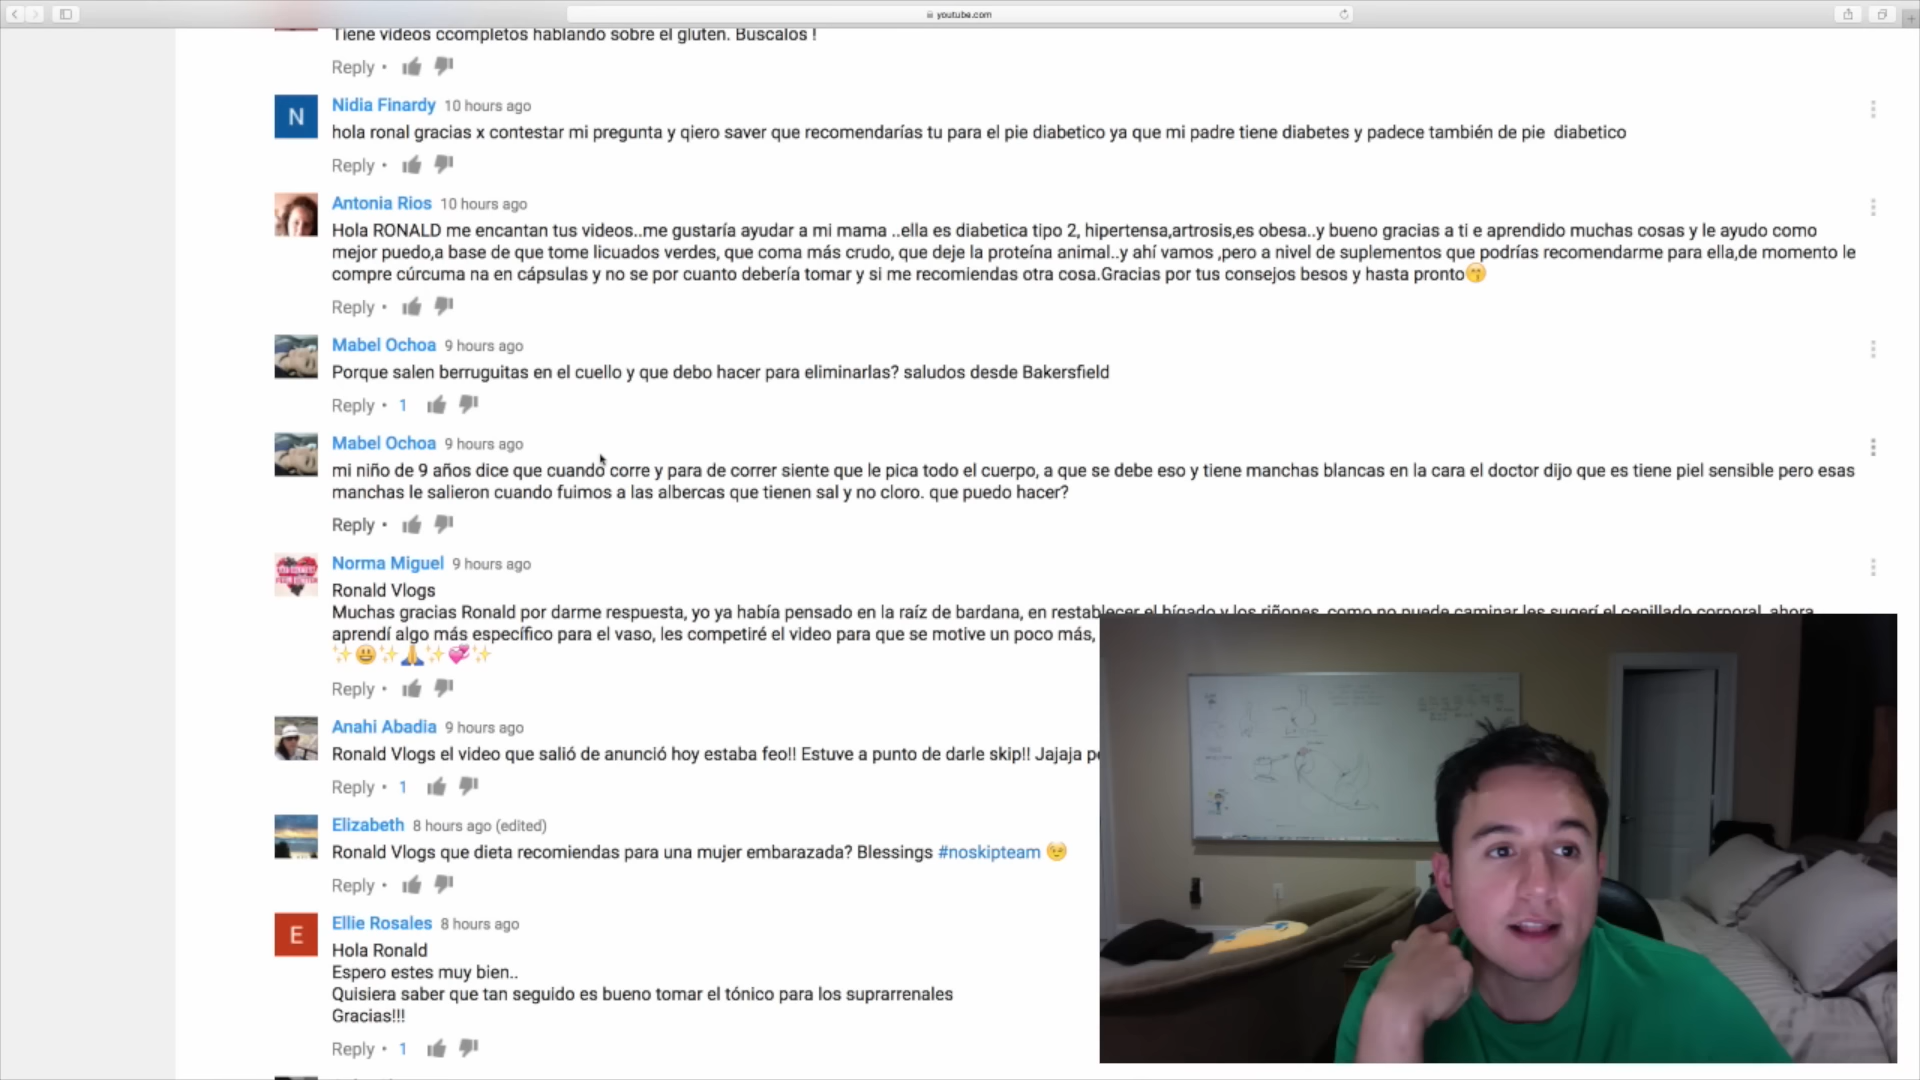 youtube.com
Tiene videos ccompletos hablando sobre el gluten. Buscalos !
Reply •
N
Nidia Finardy 10 hours ago
hola ronal gracias x contestar mi pregunta y qiero saver que recomendarías tu para el pie diabetico ya que mi padre tiene diabetes y padece también de pie diabetico
Reply •
Antonia Rios 10 hours ago
Hola RONALD me encantan tus videos..me gustaría ayudar a mi mama ..ella es diabetica tipo 2, hipertensa,artrosis,es obesa..y bueno gracias a ti e aprendido muchas cosas y le ayudo como
mejor puedo,a base de que tome licuados verdes, que coma más crudo, que deje la proteína animal..y ahí vamos ,pero a nivel de suplementos que podrías recomendarme para ella,de momento le
compre cúrcuma na en cápsulas y no se por cuanto debería tomar y si me recomiendas otra cosa.Gracias por tus consejos besos y hasta pronto😙
Reply •
Mabel Ochoa 9 hours ago
Porque salen berruguitas en el cuello y que debo hacer para eliminarlas? saludos desde Bakersfield
Reply • 1
Mabel Ochoa 9 hours ago
mi niño de 9 años dice que cuando corre y para de correr siente que le pica todo el cuerpo, a que se debe eso y tiene manchas blancas en la cara el doctor dijo que es tiene piel sensible pero esas
manchas le salieron cuando fuimos a las albercas que tienen sal y no cloro. que puedo hacer?
Reply •
Norma Miguel 9 hours ago
Ronald Vlogs
Muchas gracias Ronald por darme respuesta, yo ya había pensado en la raíz de bardana, en restablecer el hígado y los riñones, como no puede caminar les sugerí el cepillado corporal, ahora
aprendí algo más específico para el vaso, les competiré el video para que se motive un poco más,
✨😃✨🙏✨💞✨
Reply •
Anahi Abadia 9 hours ago
Ronald Vlogs el video que salió de anunció hoy estaba feo!! Estuve a punto de darle skip!! Jajaja
Reply • 1
Elizabeth 8 hours ago (edited)
Ronald Vlogs que dieta recomiendas para una mujer embarazada? Blessings #noskipteam 😉
Reply •
E
Ellie Rosales 8 hours ago
Hola Ronald
Espero estes muy bien..
Quisiera saber que tan seguido es bueno tomar el tónico para los suprarrenales
Gracias!!!
Reply • 1